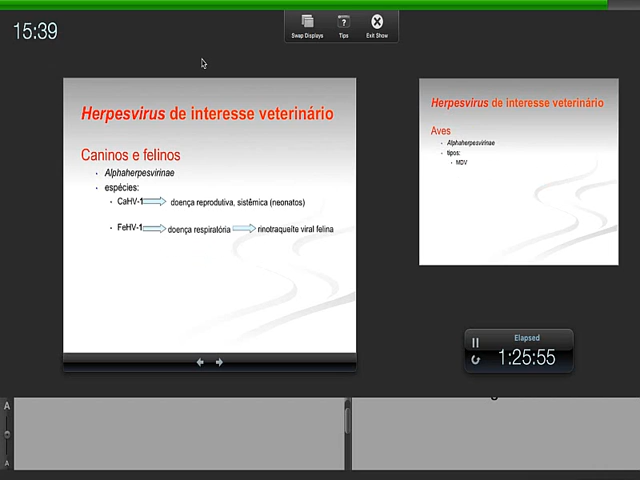 15:39
Swap Displays
Tips
Exit Show
Herpesvirus de interesse veterinário
Caninos e felinos
Alphaherpesvirinae
espécies:
CaHV-1 doença reprodutiva, sistêmica (neonatos)
FeHV-1 doença respiratória rinotraqueíte viral felina
Herpesvirus de interesse veterinário
Aves
Alphaherpesvirinae
tipos:
MDV
Elapsed
1:25:55
A
A